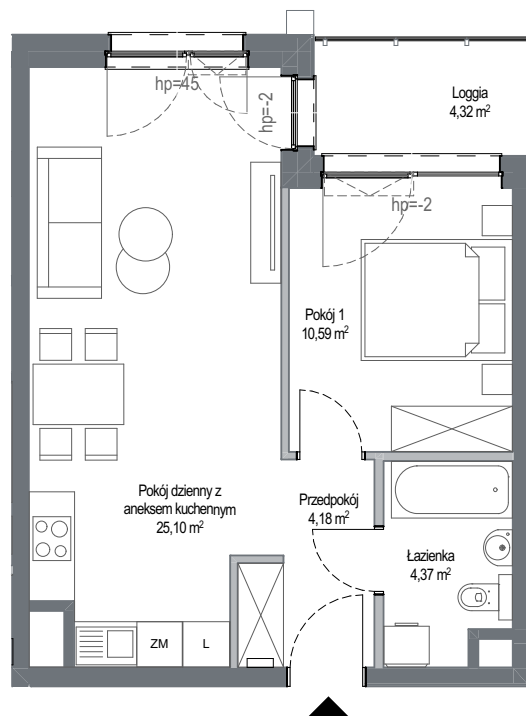 hp=45
hp=-2
Loggia
4,32 m²
hp=-2
Pokój 1
10,59 m²
Pokój dzienny z
aneksem kuchennym
25,10 m²
Przedpokój
4,18 m²
Łazienka
4,37 m²
ZM
L